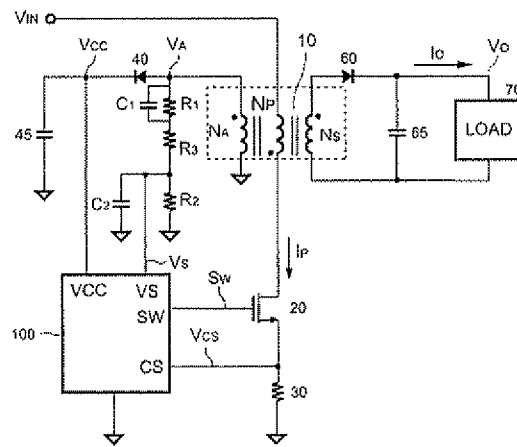 VIN
10
VCC
40
VA
60
IO
VO
70
C1
R1
NP
45
R3
NA
NS
65
LOAD
C2
R2
VS
IP
VCC
VS
SW
SW
20
100
VCS
CS
30